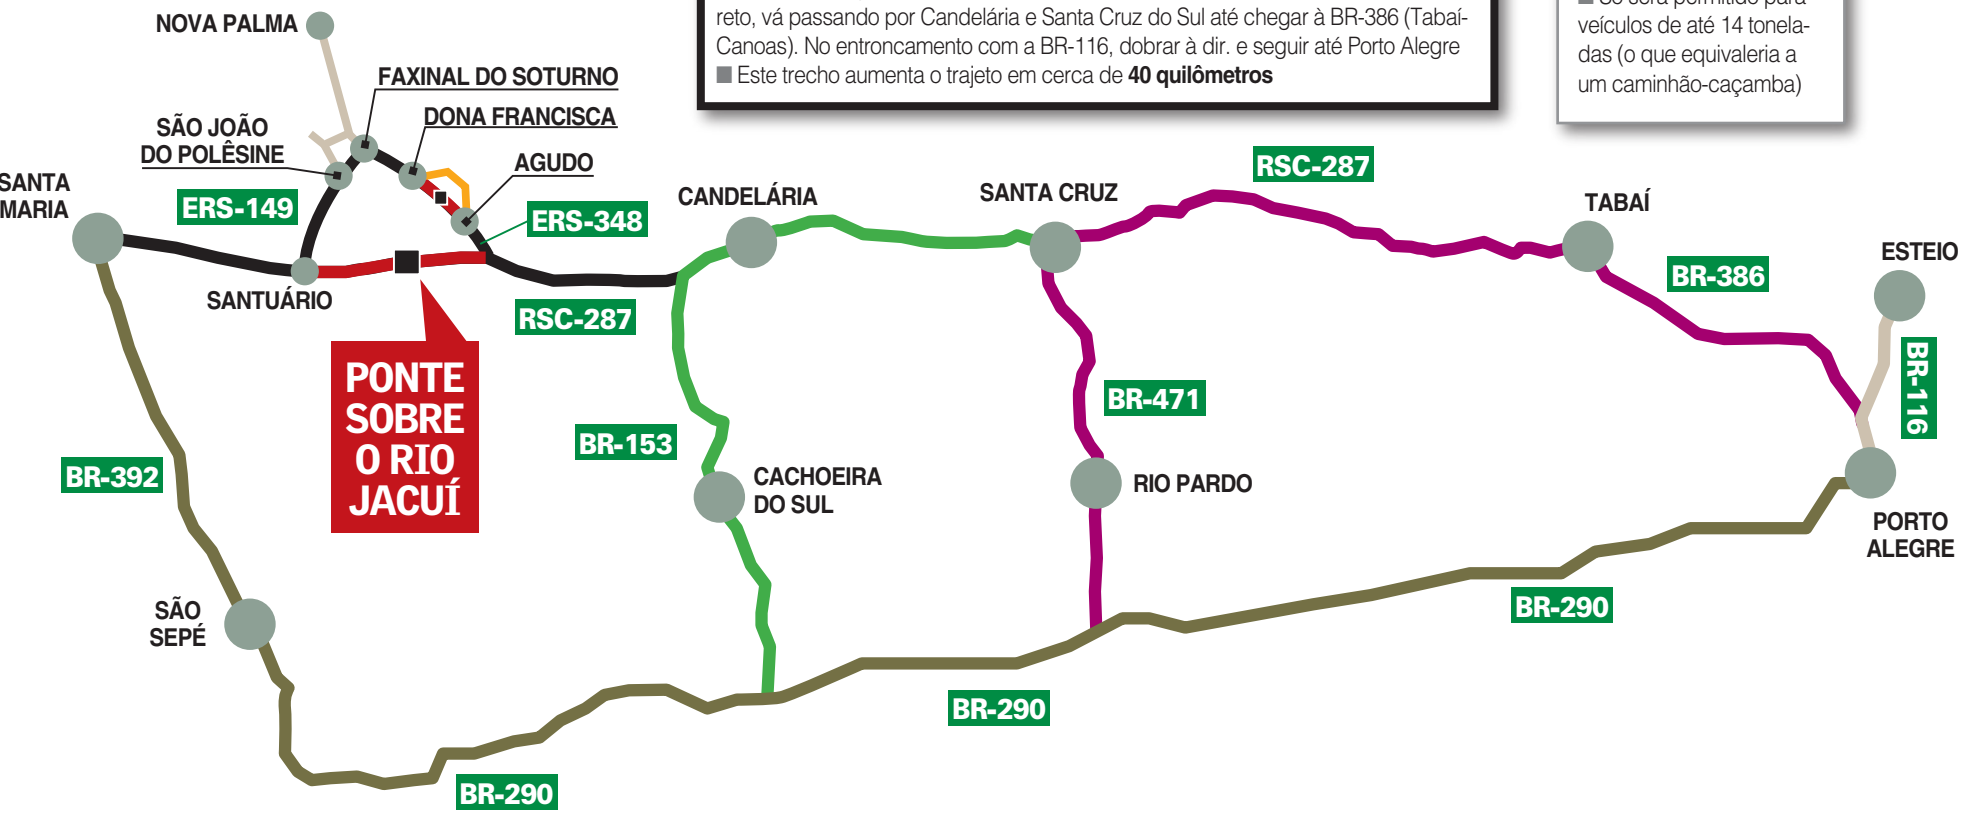 reto, vá passando por Candelária e Santa Cruz do Sul até chegar à BR-386 (Tabaí-
Canoas). No entroncamento com a BR-116, dobrar à dir. e seguir até Porto Alegre
■ Este trecho aumenta o trajeto em cerca de 40 quilômetros
■ Só será permitido para
veículos de até 14 tonela-
das (o que equivaleria a
um caminhão-caçamba)
NOVA PALMA
FAXINAL DO SOTURNO
DONA FRANCISCA
SÃO JOÃO
DO POLÊSINE
AGUDO
SANTA
MARIA
ERS-149
ERS-348
SANTUÁRIO
RSC-287
CANDELÁRIA
SANTA CRUZ
RSC-287
TABAÍ
BR-386
ESTEIO
BR-116
PONTE
SOBRE
O RIO
JACUÍ
BR-153
BR-471
BR-392
CACHOEIRA
DO SUL
RIO PARDO
PORTO
ALEGRE
SÃO
SEPÉ
BR-290
BR-290
BR-290